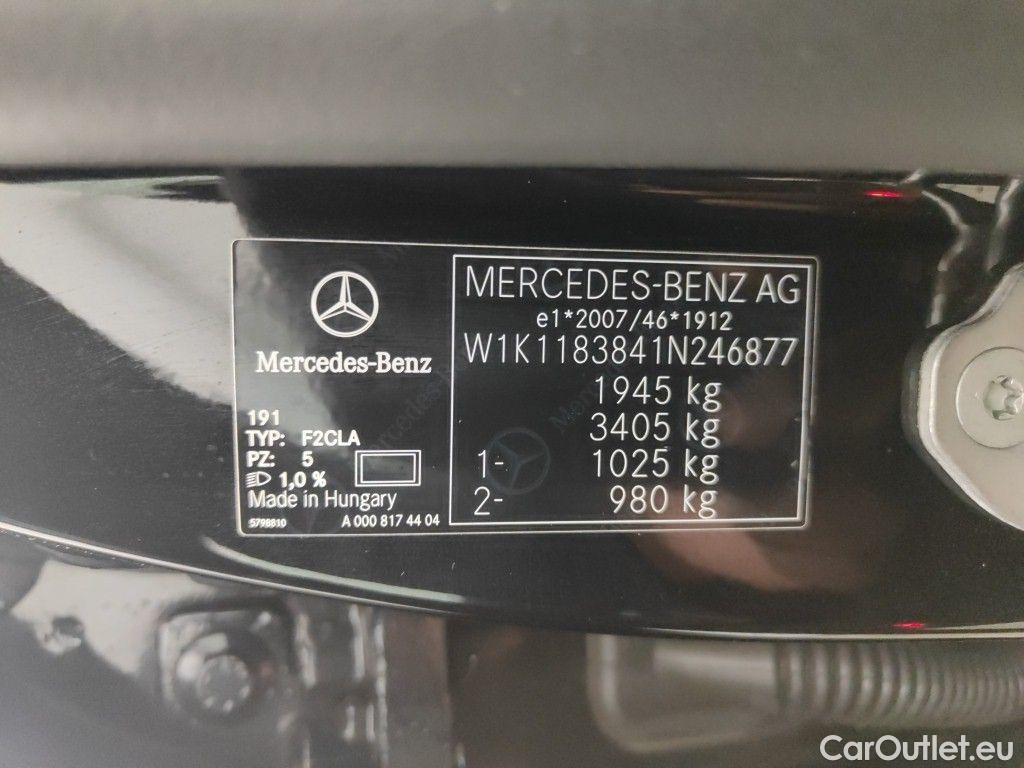 Mercedes-Benz
191
TYP: F2CLA
PZ: 5
1,0 %
Made in Hungary
5798810
A 000 817 44 04
MERCEDES-BENZ AG
e1*2007/46*1912
W1K1183841N246877
1945 kg
3405 kg
1- 1025 kg
2- 980 kg
CarOutlet.eu